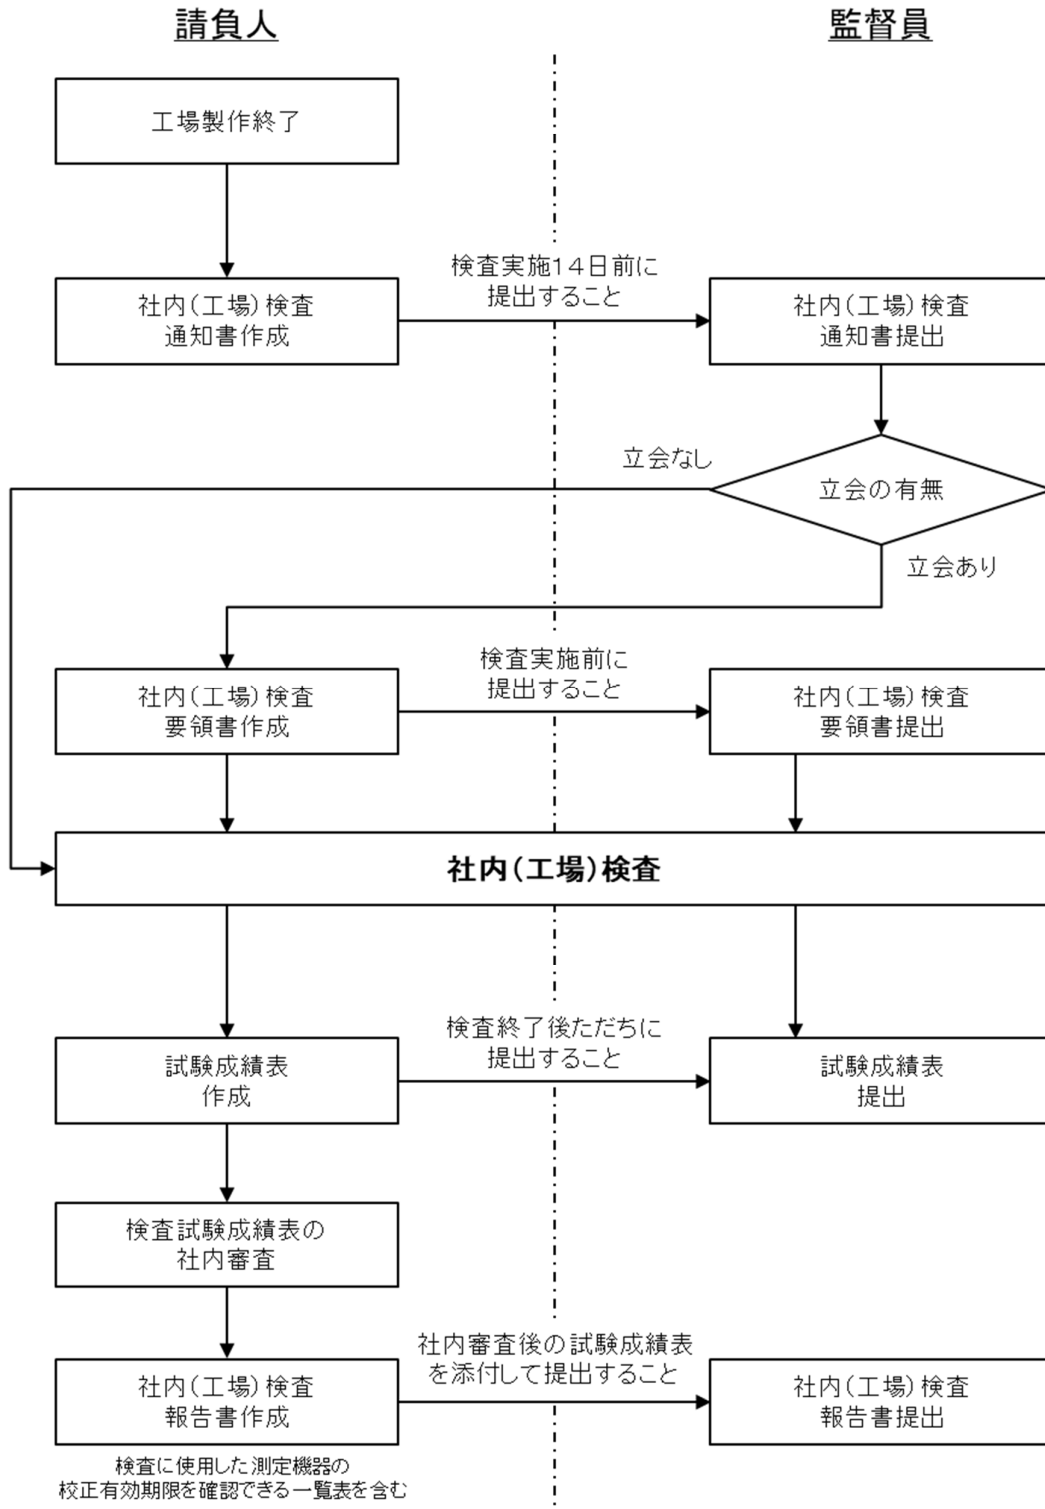 請負人
監督員
工場製作終了
検査実施14日前に
提出すること
社内(工場)検査
通知書作成
社内(工場)検査
通知書提出
立会なし
立会の有無
立会あり
検査実施前に
提出すること
社内(工場)検査
要領書作成
社内(工場)検査
要領書提出
社内(工場)検査
検査終了後ただちに
提出すること
試験成績表
作成
試験成績表
提出
検査試験成績表の
社内審査
社内審査後の試験成績表
を添付して提出すること
社内(工場)検査
報告書作成
社内(工場)検査
報告書提出
検査に使用した測定機器の
校正有効期限を確認できる一覧表を含む